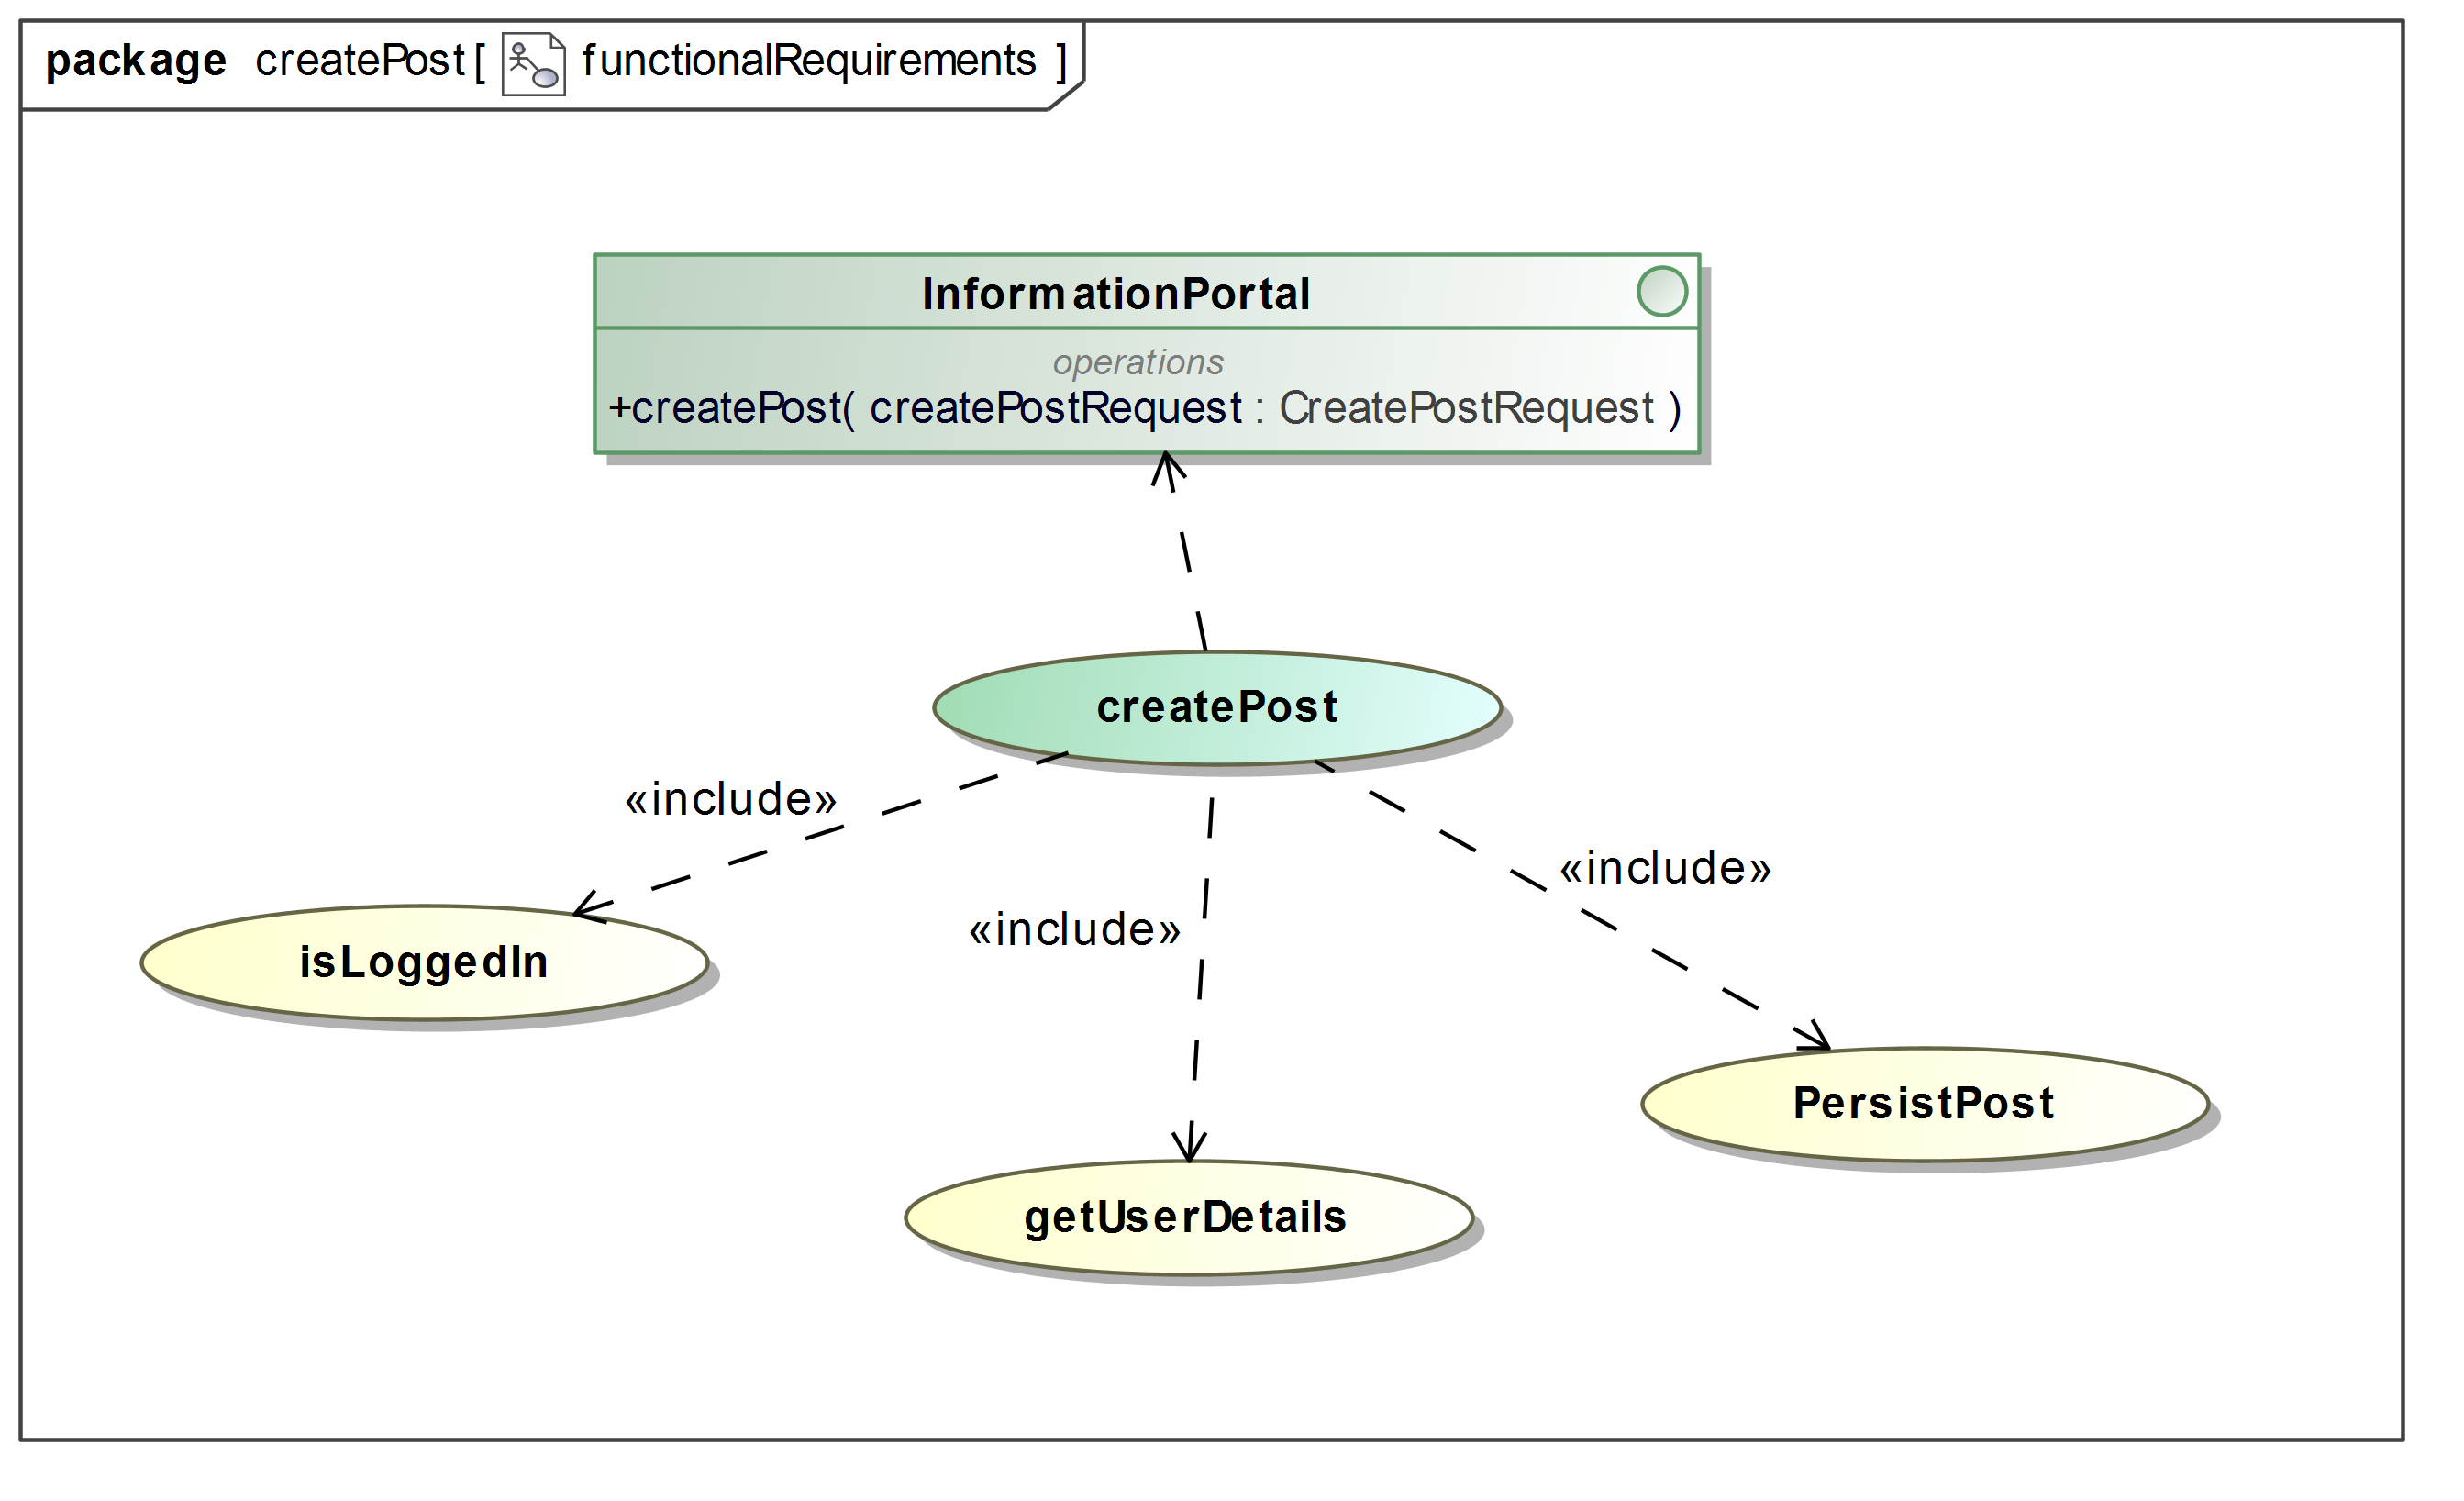 package createPost[ functionalRequirements ]
InformationPortal
operations
+createPost( createPostRequest : CreatePostRequest )
createPost
«include»
«include»
«include»
isLoggedIn
PersistPost
getUserDetails